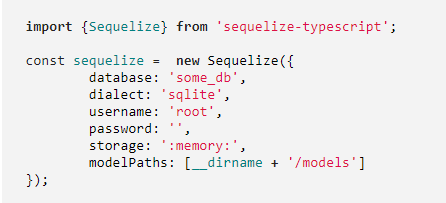 import {Sequelize} from 'sequelize-typescript';
const sequelize =  new Sequelize({
        database: 'some_db',
        dialect: 'sqlite',
        username: 'root',
        password: '',
        storage: ':memory:',
        modelPaths: [__dirname + '/models']
});